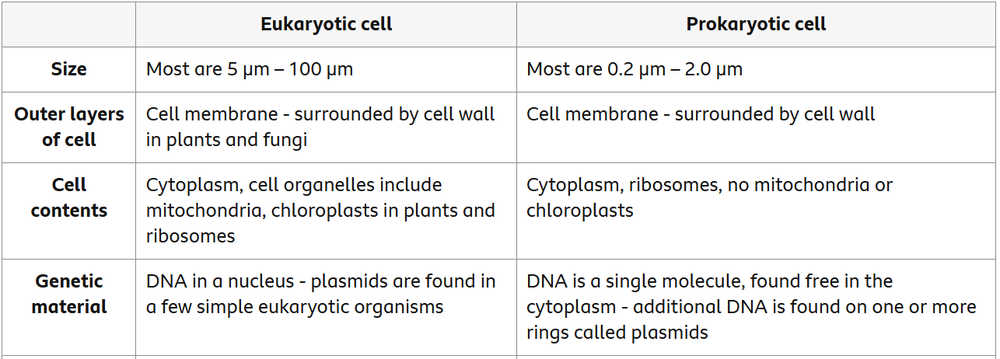 Eukaryotic cell
Prokaryotic cell
Size
Most are 5 μm – 100 μm
Most are 0.2 μm – 2.0 μm
Outer layers
of cell
Cell membrane - surrounded by cell wall
in plants and fungi
Cell membrane - surrounded by cell wall
Cell
contents
Cytoplasm, cell organelles include
mitochondria, chloroplasts in plants and
ribosomes
Cytoplasm, ribosomes, no mitochondria or
chloroplasts
Genetic
material
DNA in a nucleus - plasmids are found in
a few simple eukaryotic organisms
DNA is a single molecule, found free in the
cytoplasm - additional DNA is found on one or more
rings called plasmids